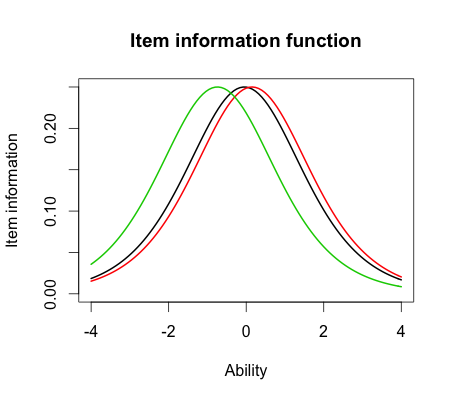 Item information function
Item information
0.20
0.10
0.00
-4 -2 0 2 4
Ability